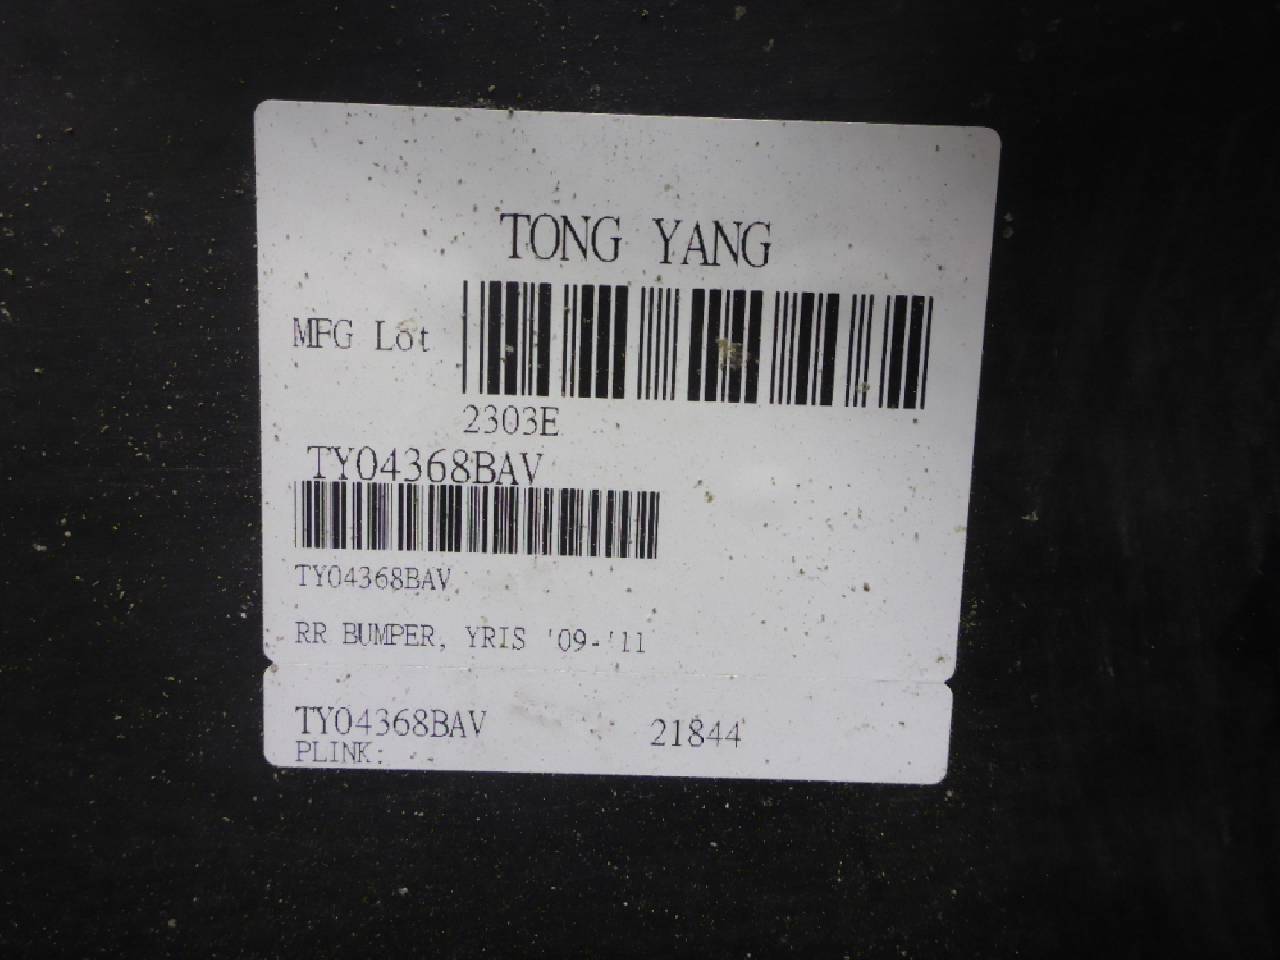 TONG YANG
MFG Lot
2303E
TY04368BAV
TY04368BAV
RR BUMPER, YRIS '09-'11
TY04368BAV 21844
PLINK: